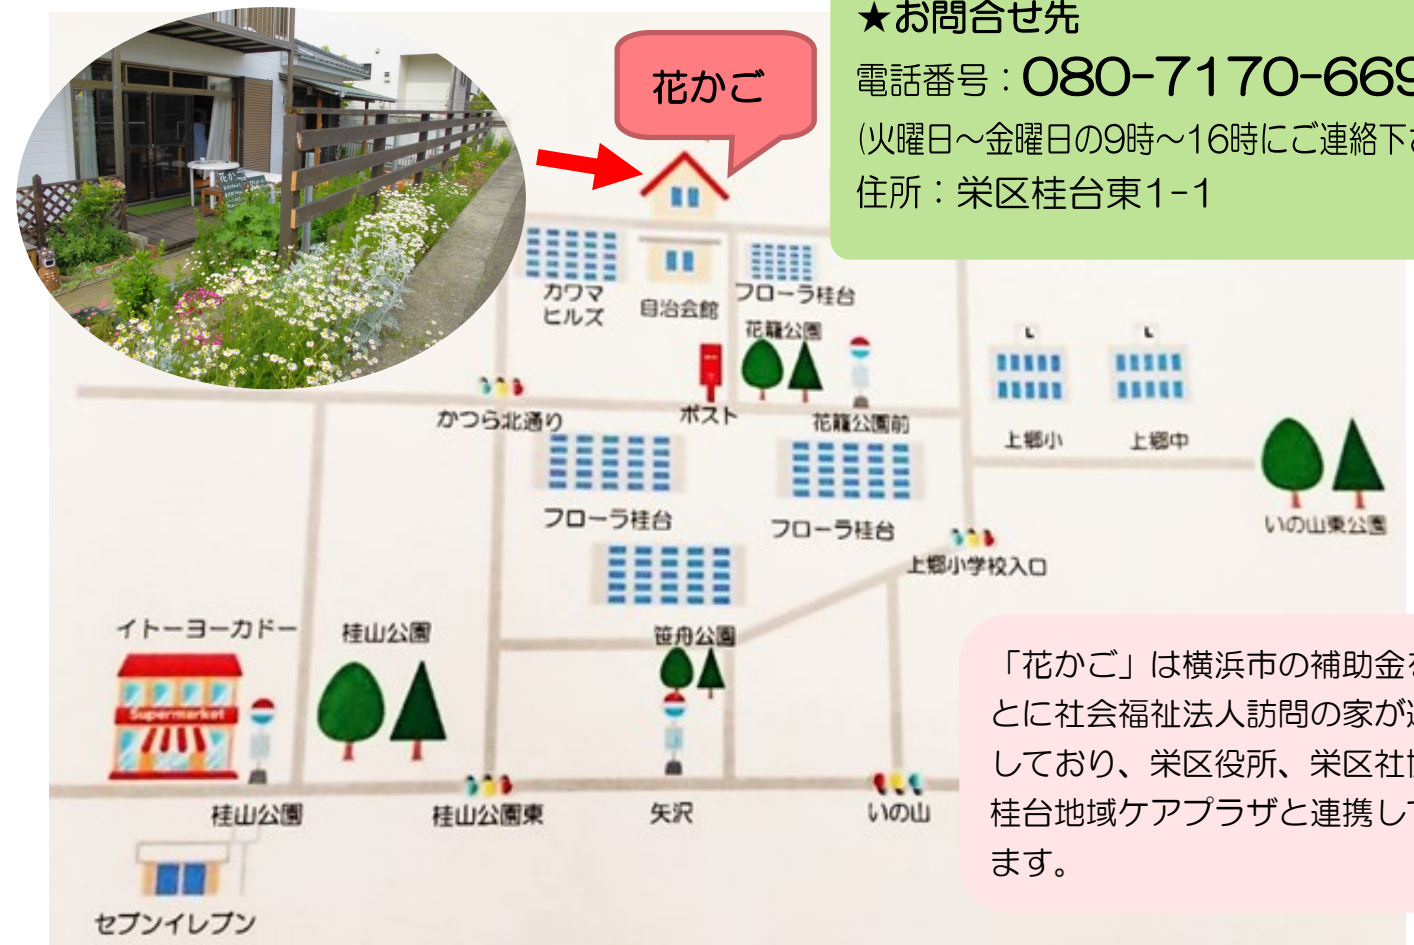 ★お問合せ先
電話番号：080-7170-669
(火曜日～金曜日の9時～16時にご連絡下さ
住所：栄区桂台東1-1
花かご
花か
カワマ
ヒルズ
自治会館
フローラ桂台
花籠公園
かつら北通り
ポスト
花籠公園前
上郷小
上郷中
いの山東公園
フローラ桂台
フローラ桂台
上郷小学校入口
イトーヨーカドー
桂山公園
笹舟公園
Supermarket
桂山公園
桂山公園東
矢沢
いの山
セブンイレブン
「花かご」は横浜市の補助金を
とに社会福祉法人訪問の家が運
しており、栄区役所、栄区社協
桂台地域ケアプラザと連携して
ます。